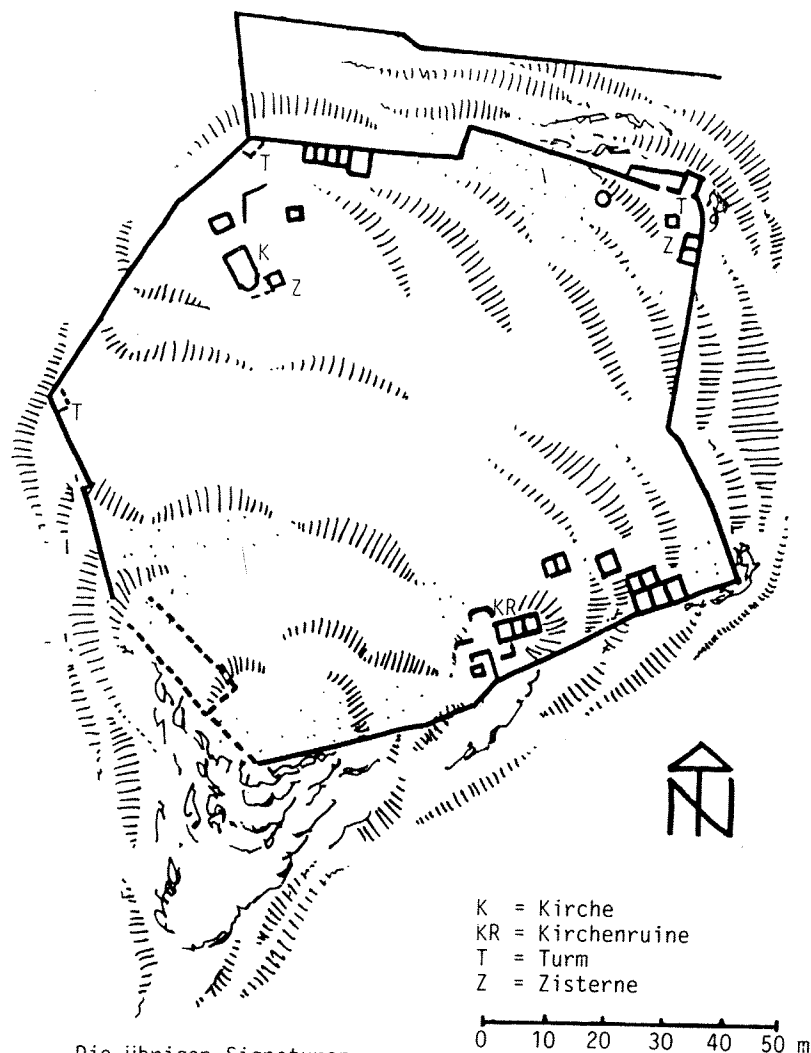 T
T
K
Z
Z
T
KR
N
K = Kirche
KR = Kirchenruine
T = Turm
Z = Zisterne
0 10 20 30 40 50 m
Die übrigen Signaturen